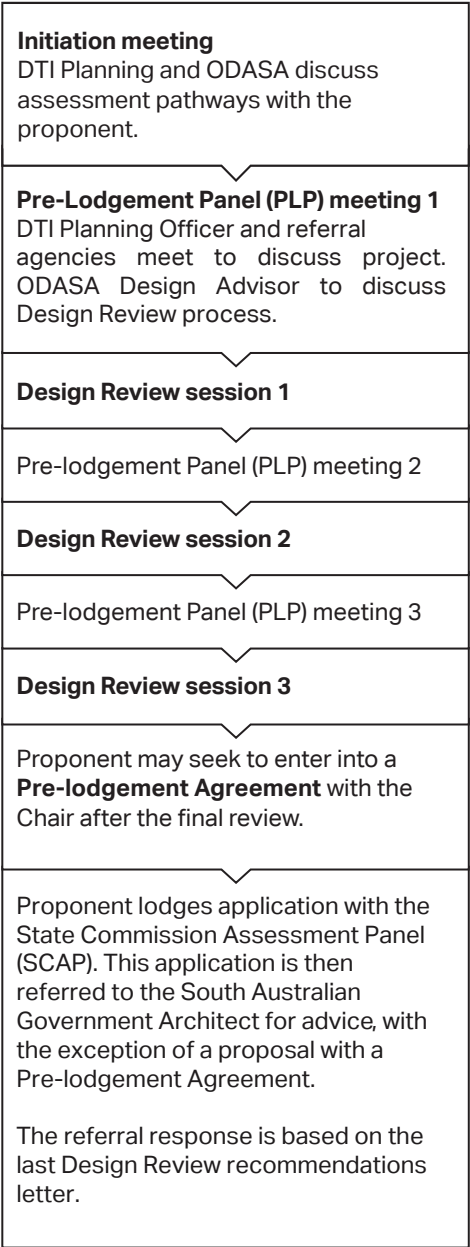 Initiation meeting
DTI Planning and ODASA discuss
assessment pathways with the
proponent.
Pre-Lodgement Panel (PLP) meeting 1
DTI Planning Officer and referral
agencies meet to discuss project.
ODASA Design Advisor to discuss
Design Review process.
Design Review session 1
Pre-lodgement Panel (PLP) meeting 2
Design Review session 2
Pre-lodgement Panel (PLP) meeting 3
Design Review session 3
Proponent may seek to enter into a
Pre-lodgement Agreement with the
Chair after the final review.
Proponent lodges application with the
State Commission Assessment Panel
(SCAP). This application is then
referred to the South Australian
Government Architect for advice, with
the exception of a proposal with a
Pre-lodgement Agreement.
The referral response is based on the
last Design Review recommendations
letter.